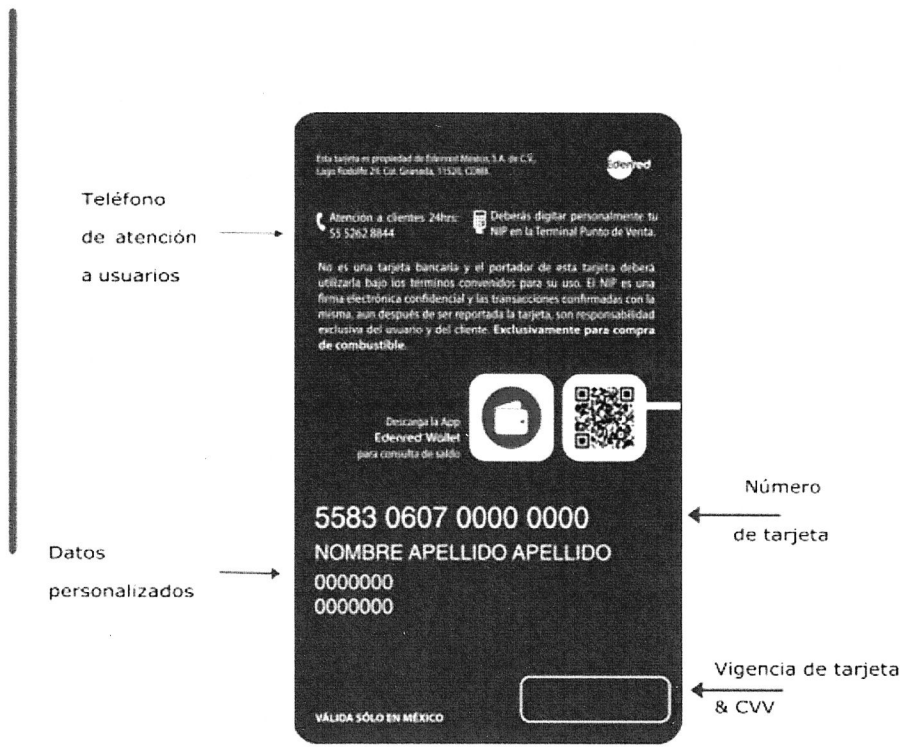 Esta tarjeta es propiedad de Edenred México, S.A. de C.V.,
Lago Rodolfo 29, Col. Granada, 11520, CDMX.
Edenred
Teléfono
de atención
a usuarios
Atención a clientes 24hrs:
55 5262 8844
Deberás digitar personalmente tu
NIP en la Terminal Punto de Venta.
No es una tarjeta bancaria y el portador de esta tarjeta deberá
utilizarla bajo los términos convenidos para su uso. El NIP es una
firma electrónica confidencial y las transacciones confirmadas con la
misma, aun después de ser reportada la tarjeta, son responsabilidad
exclusiva del usuario y del cliente. Exclusivamente para compra
de combustible.
Descarga la App
Edenred Wallet
para consulta de saldo
Número
de tarjeta
5583 0607 0000 0000
Datos
personalizados
NOMBRE APELLIDO APELLIDO
0000000
0000000
Vigencia de tarjeta
& CVV
VÁLIDA SÓLO EN MÉXICO